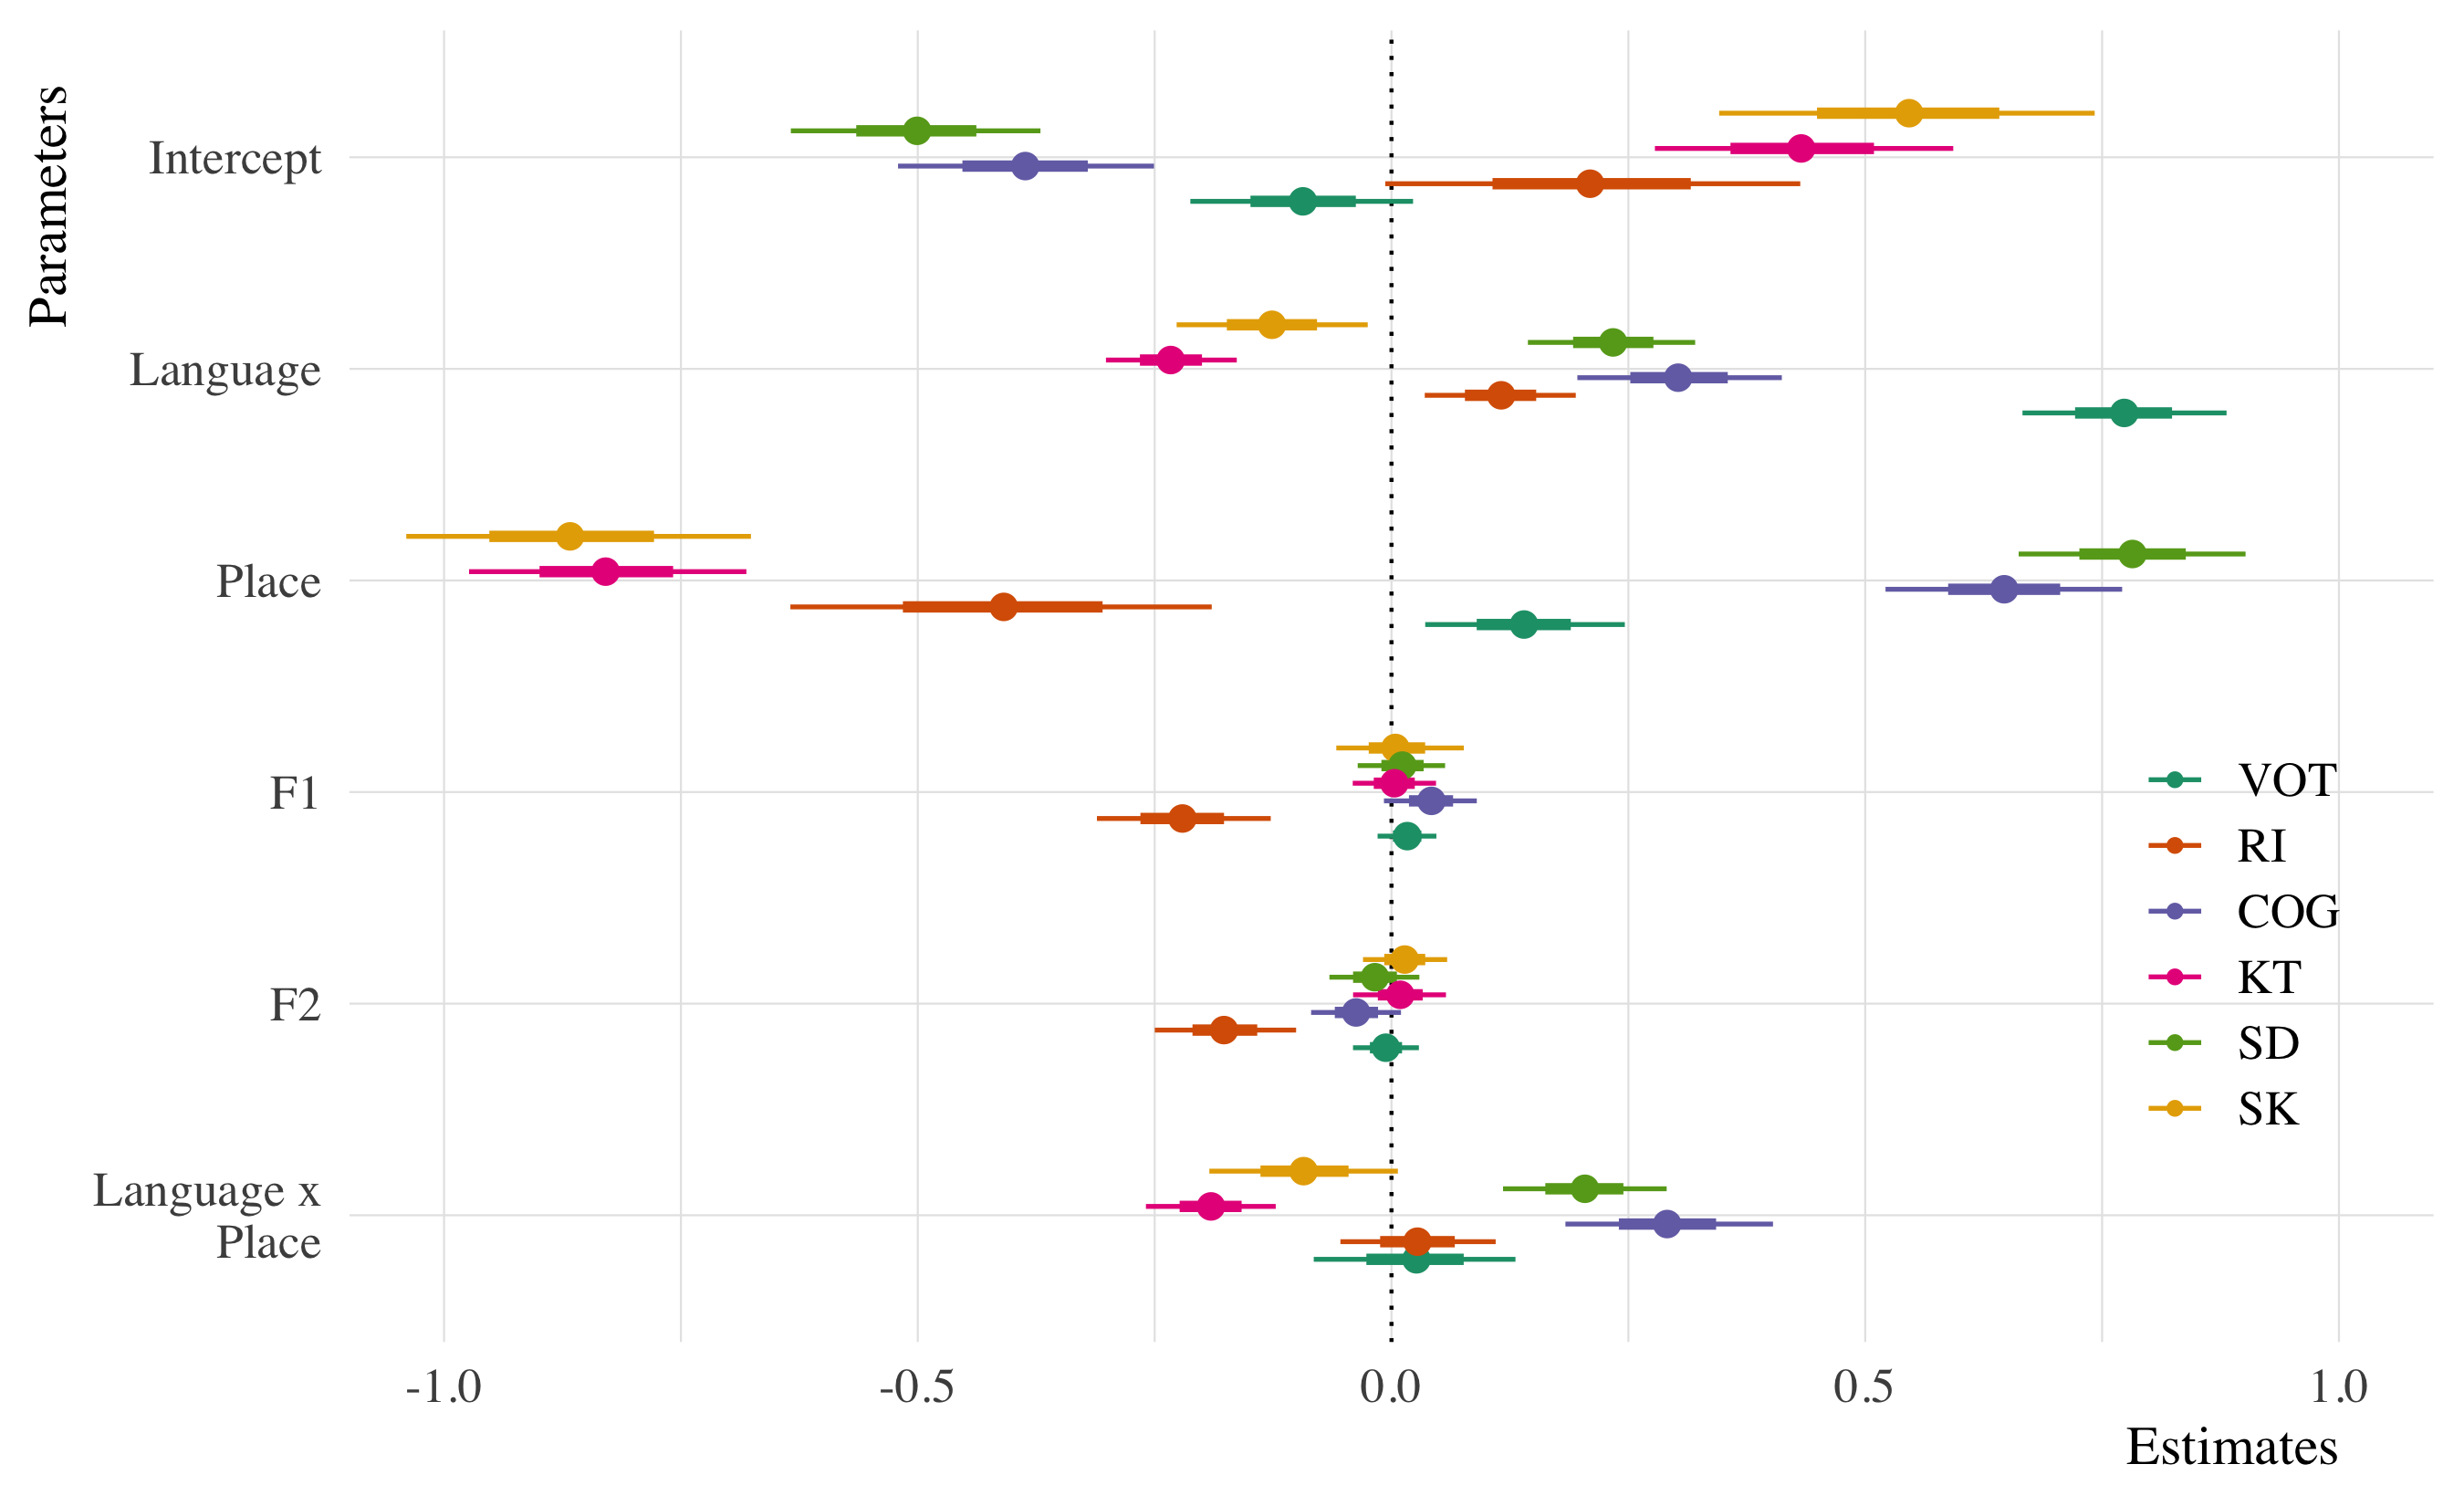 Parameters
Intercept
Language
Place
F1
F2
Language x
Place
VOT
RI
COG
KT
SD
SK
-1.0 -0.5 0.0 0.5 1.0
Estimates